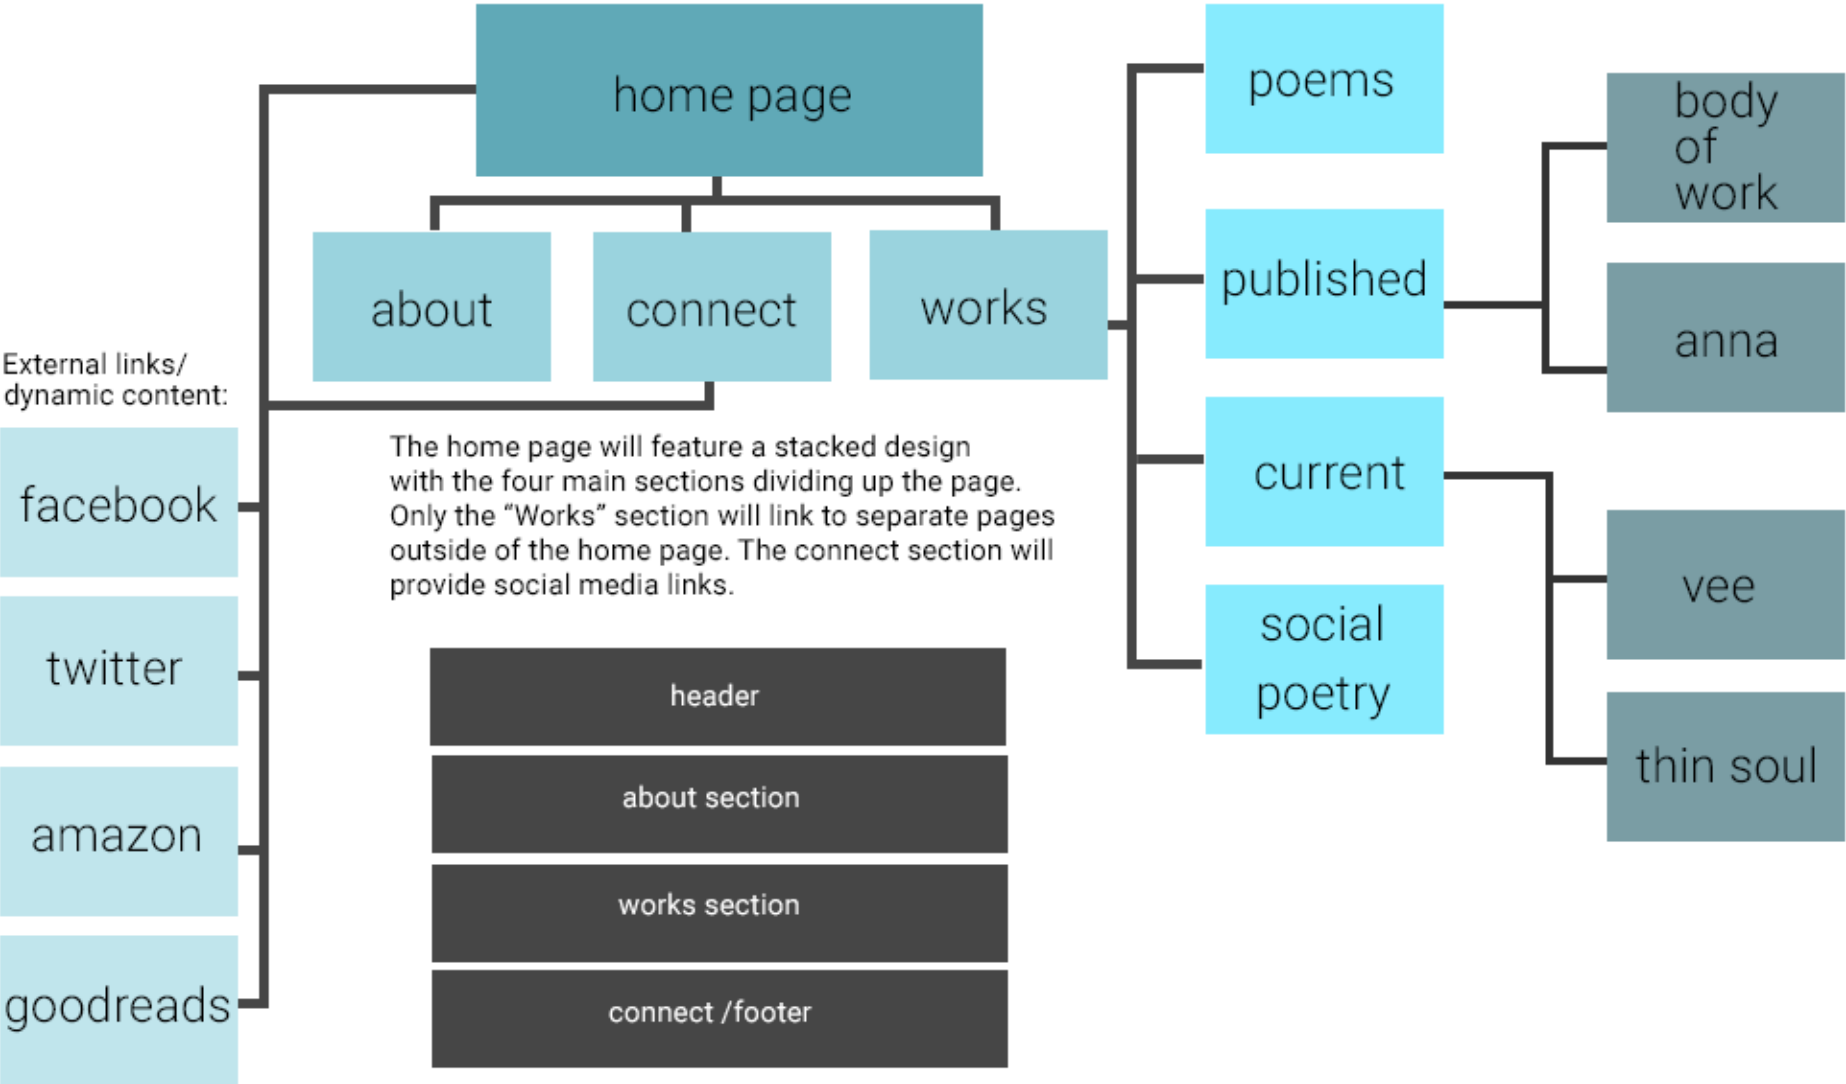 home page
about
connect
works
poems
published
current
social
poetry
body
of
work
anna
vee
thin soul
External links/
dynamic content:
facebook
twitter
amazon
goodreads
The home page will feature a stacked design
with the four main sections dividing up the page.
Only the “Works” section will link to separate pages
outside of the home page. The connect section will
provide social media links.
header
about section
works section
connect /footer